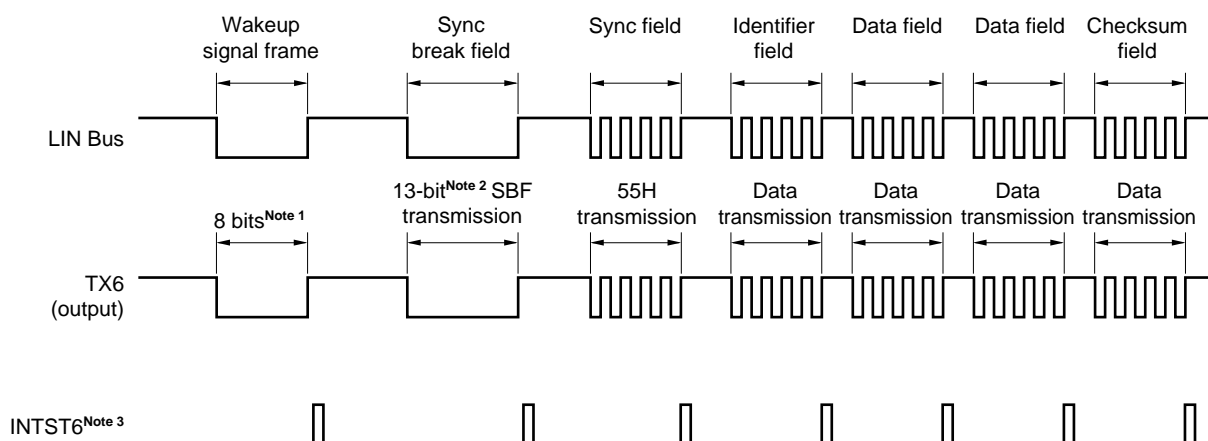 Wakeup
signal frame
Sync
break field
Sync field
Identifier
field
Data field
Data field
Checksum
field
LIN Bus
8 bitsNote 1
13-bitNote 2 SBF
transmission
55H
transmission
Data
transmission
Data
transmission
Data
transmission
Data
transmission
TX6
(output)
INTST6Note 3